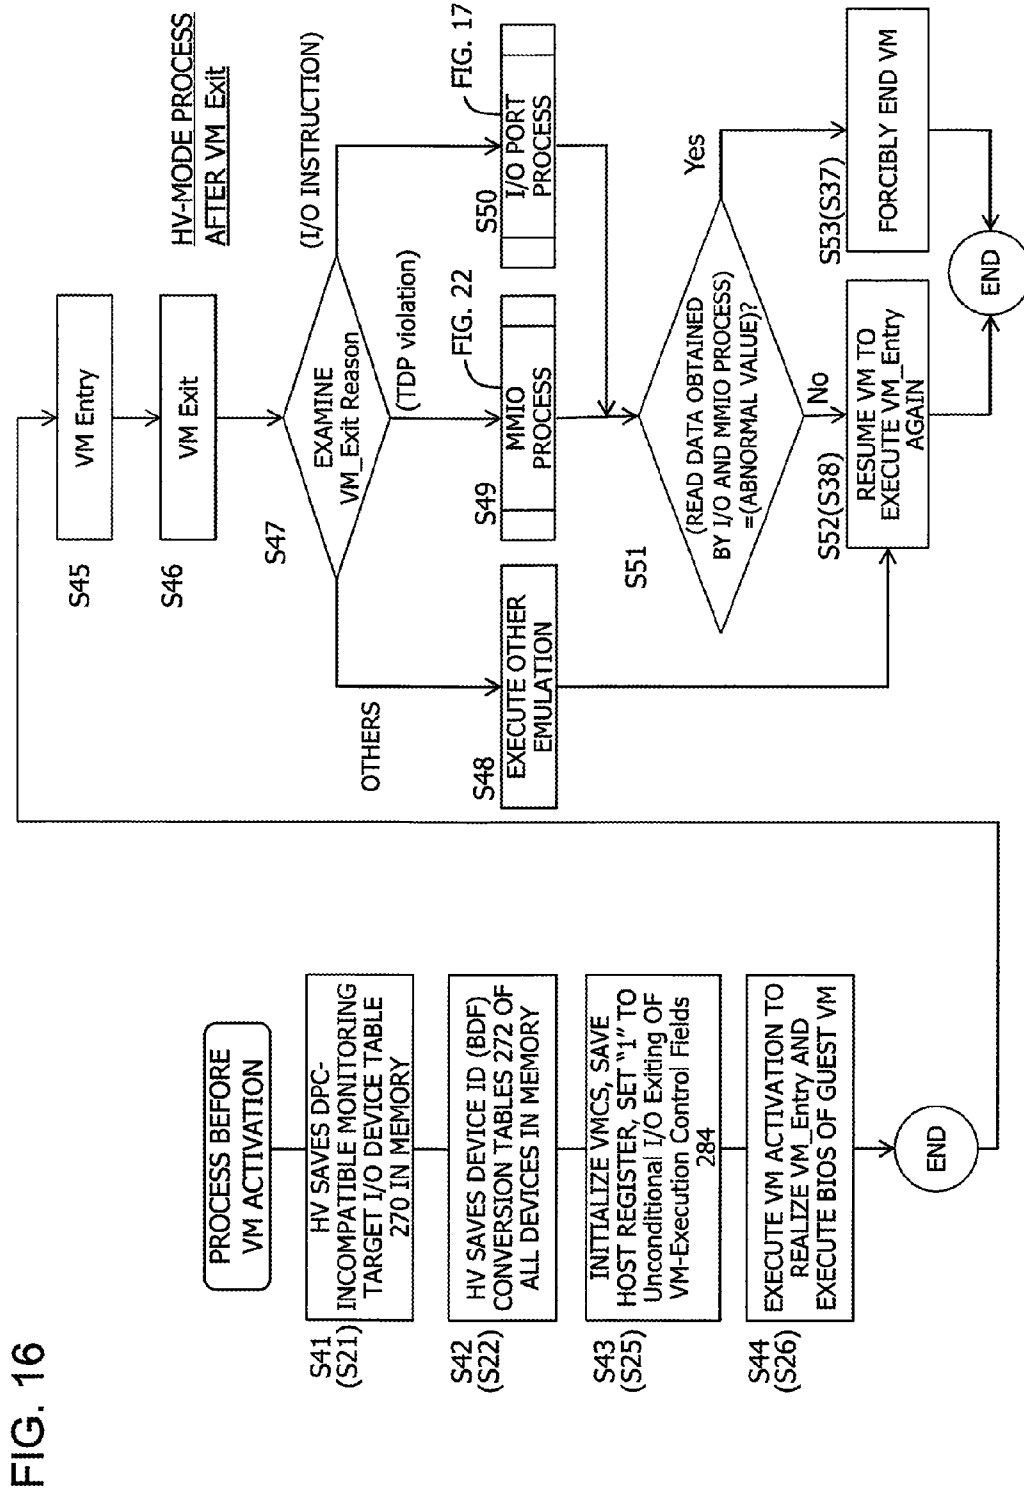 FIG. 16
PROCESS BEFORE
VM ACTIVATION
S41
(S21)
HV SAVES DPC-
INCOMPATIBLE MONITORING
TARGET I/O DEVICE TABLE
270 IN MEMORY
S42
(S22)
HV SAVES DEVICE ID (BDF)
CONVERSION TABLES 272 OF
ALL DEVICES IN MEMORY
S43
(S25)
INITIALIZE VMCS, SAVE
HOST REGISTER, SET "1" TO
Unconditional I/O Exiting OF
VM-Execution Control Fields
284
S44
(S26)
EXECUTE VM ACTIVATION TO
REALIZE VM_Entry AND
EXECUTE BIOS OF GUEST VM
END
HV-MODE PROCESS
AFTER VM_Exit
S45
VM Entry
S46
VM Exit
S47
EXAMINE
VM_Exit Reason
OTHERS
(TDP violation)
(I/O INSTRUCTION)
S48
EXECUTE OTHER
EMULATION
S49
MMIO
PROCESS
FIG. 22
S50
I/O PORT
PROCESS
FIG. 17
S51
(READ DATA OBTAINED
BY I/O AND MMIO PROCESS)
=(ABNORMAL VALUE)?
No
Yes
S52(S38)
RESUME VM TO
EXECUTE VM_Entry
AGAIN
S53(S37)
FORCIBLY END VM
END